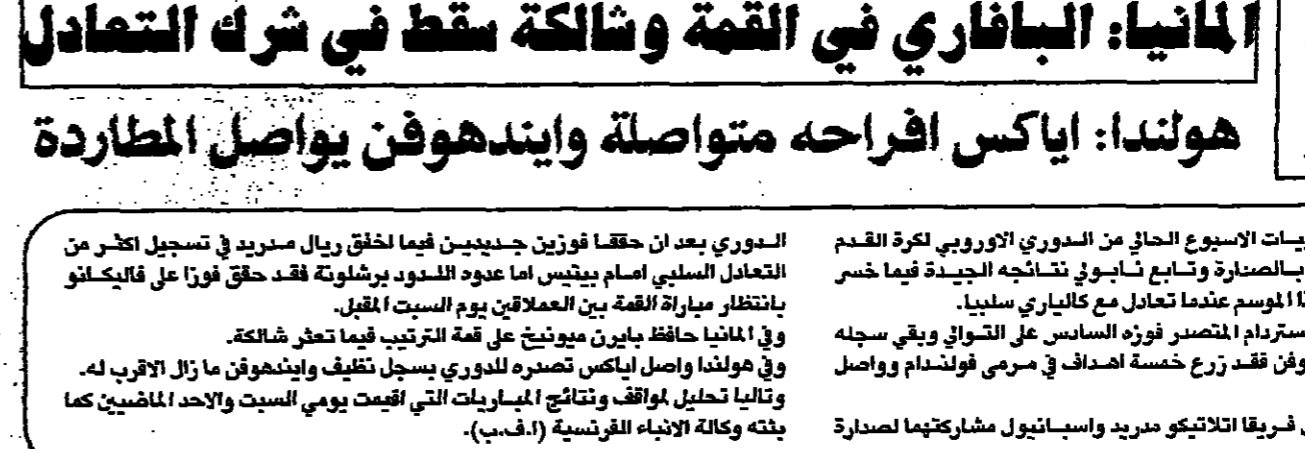 المانيا: البافاري في القمة وشالكة سقط في شرك التعادل
هولندا: اياكس افراحه متواصلة وايندهوفن يواصل المطاردة
الاسبوع الحالي من الدوري الاوروبي لكرة القدم
بالصدارة وتابع نابولي نتائجه الجيدة فيما خسر
الموسم عندما تعادل مع كالياري سلبيا.
المتصدر فوزه السادس على التوالي وبقي سجله
فقد زرع خمسة اهداف في مرمى فولندام وواصل
فريقا اتلاتيكو مدريد واسبانيول مشاركتهما لصدارة
الدوري بعد ان حققا فوزين جديدين فيما اخفق ريال مدريد في تسجيل اكثر من
التعادل السلبي امام بيتيس اما عدوه اللدود برشلونة فقد حقق فوزا على فاليكانو
بانتظار مباراة القمة بين العملاقين يوم السبت المقبل.
وفي المانيا حافظ بايرن ميونيخ على قمة الترتيب فيما تعثر شالكة.
وفي هولندا واصل اياكس تصدره للدوري بسجل نظيف وايندهوفن ما زال الاقرب له.
وتاليا تحليل لمواقف ونتائج المباريات التي اقيمت يومي السبت والاحد الماضيين كما
بثته وكالة الانباء الفرنسية (ا.ف.ب).